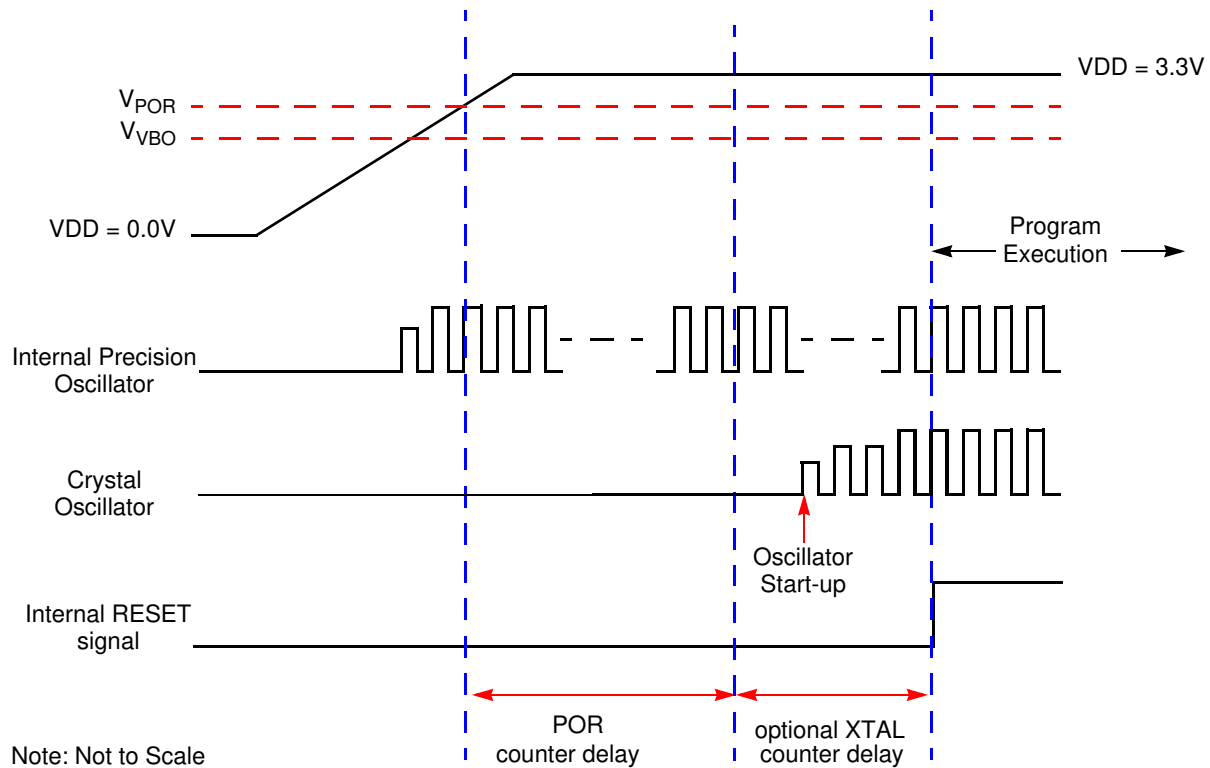 VDD = 3.3V
VPOR
VVBO
VDD = 0.0V
Program
Execution
Internal Precision
Oscillator
Crystal
Oscillator
Oscillator
Start-up
Internal RESET
signal
POR
counter delay
optional XTAL
counter delay
Note: Not to Scale